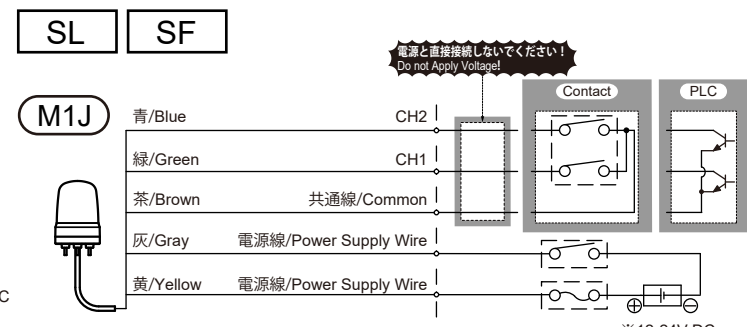 SL SF
電源と直接接続しないでください！
Do not Apply Voltage!
Contact PLC
M1J
青/Blue CH2
緑/Green CH1
茶/Brown 共通線/Common
灰/Gray 電源線/Power Supply Wire
黄/Yellow 電源線/Power Supply Wire
C